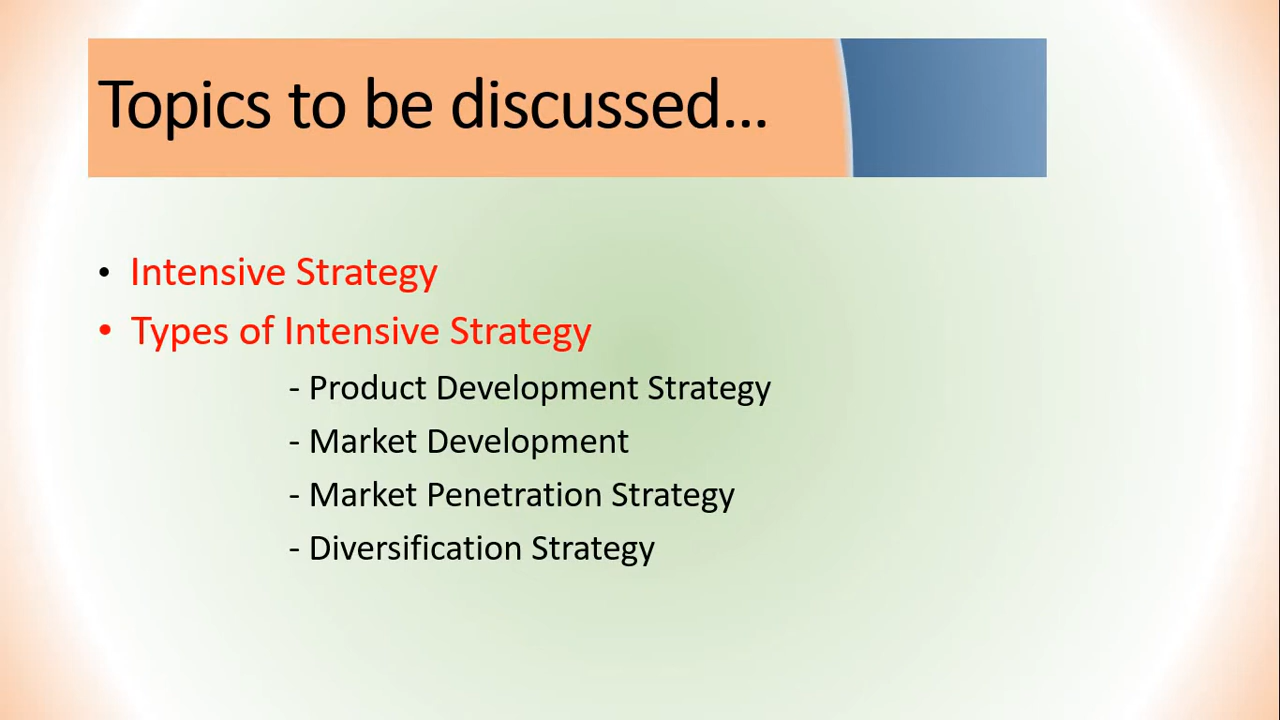 Topics to be discussed...
• Intensive Strategy
• Types of Intensive Strategy
- Product Development Strategy
- Market Development
- Market Penetration Strategy
- Diversification Strategy